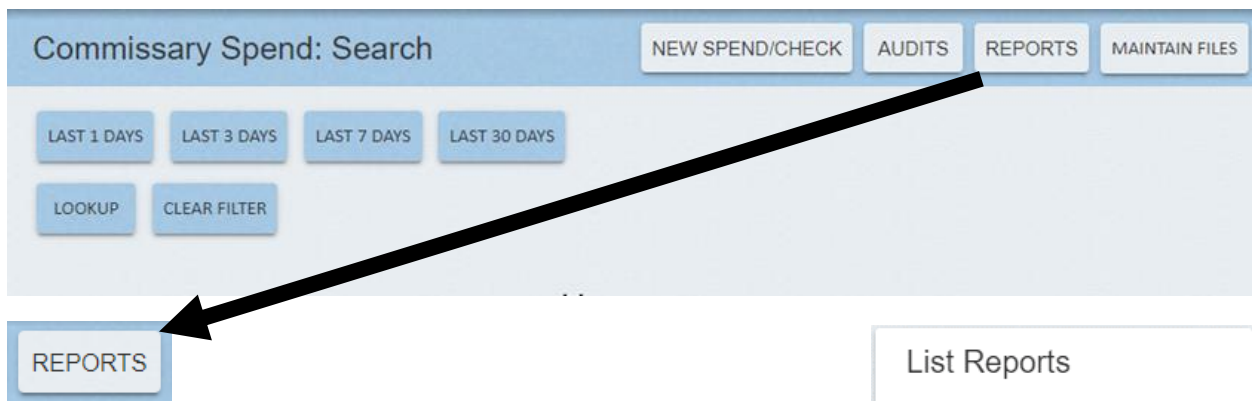 Commissary Spend: Search NEW SPEND/CHECK AUDITS REPORTS MAINTAIN FILES
LAST 1 DAYS LAST 3 DAYS LAST 7 DAYS LAST 30 DAYS
LOOKUP CLEAR FILTER
REPORTS List Reports